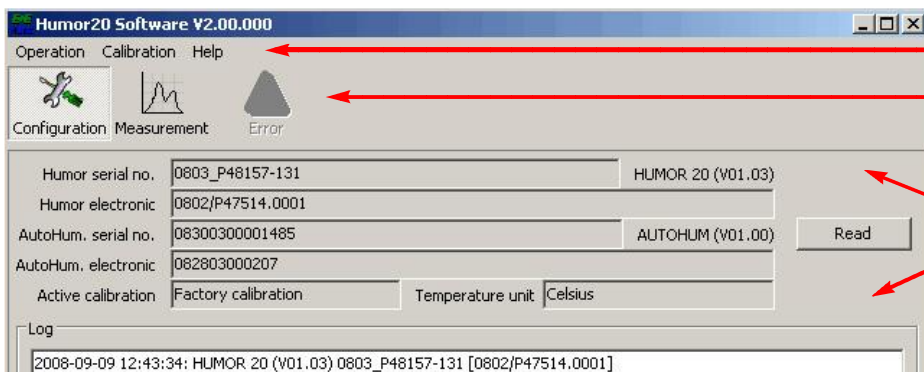 Humor20 Software V2.00.000
Operation Calibration Help
Configuration Measurement Error
Humor serial no. 0803_P48157-131 HUMOR 20 (V01.03)
Humor electronic 0802/P47514.0001
AutoHum. serial no. 08300300001485 AUTOHUM (V01.00) Read
AutoHum. electronic 082803000207
Active calibration Factory calibration Temperature unit Celsius
Log
2008-09-09 12:43:34: HUMOR 20 (V01.03) 0803_P48157-131 [0802/P47514.0001]